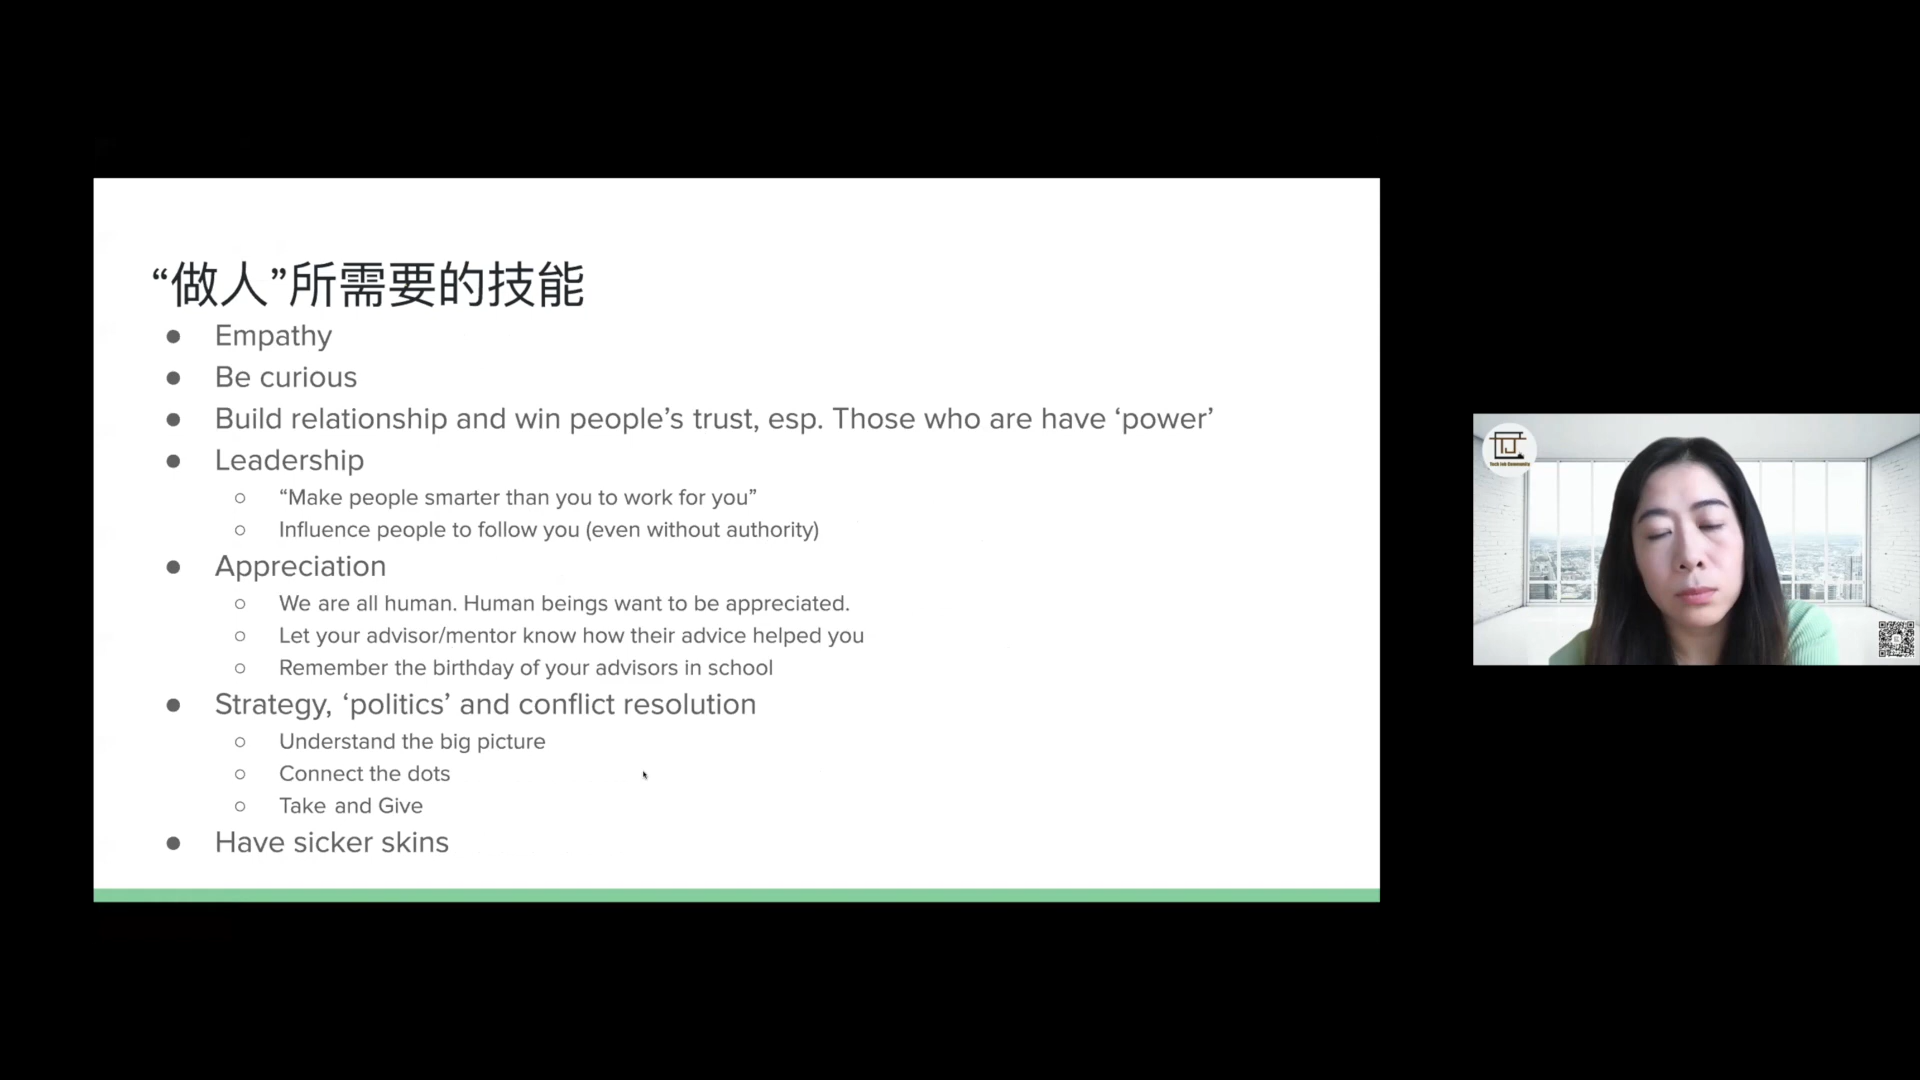 “做人”所需要的技能
Empathy
Be curious
Build relationship and win people’s trust, esp. Those who are have ‘power’
Leadership
“Make people smarter than you to work for you”
Influence people to follow you (even without authority)
Appreciation
We are all human. Human beings want to be appreciated.
Let your advisor/mentor know how their advice helped you
Remember the birthday of your advisors in school
Strategy, ‘politics’ and conflict resolution
Understand the big picture
Connect the dots
Take and Give
Have sicker skins
TJC
Tech Job Community